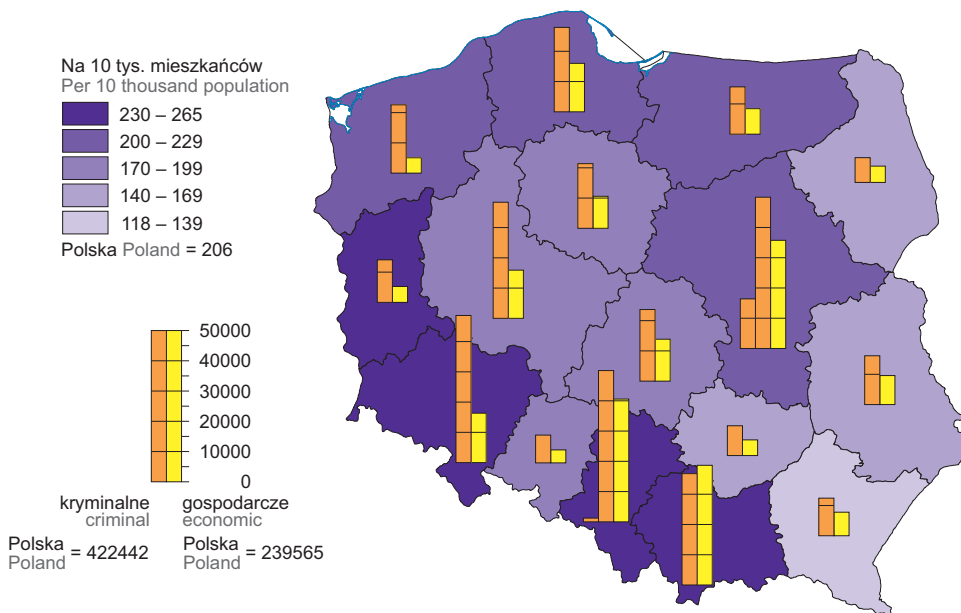 Na 10 tys. mieszkańców
Per 10 thousand population
230 – 265
200 – 229
170 – 199
140 – 169
118 – 139
Polska Poland = 206
50000
40000
30000
20000
10000
0
kryminalne gospodarcze
criminal economic
Polska Poland = 422442
Polska Poland = 239565